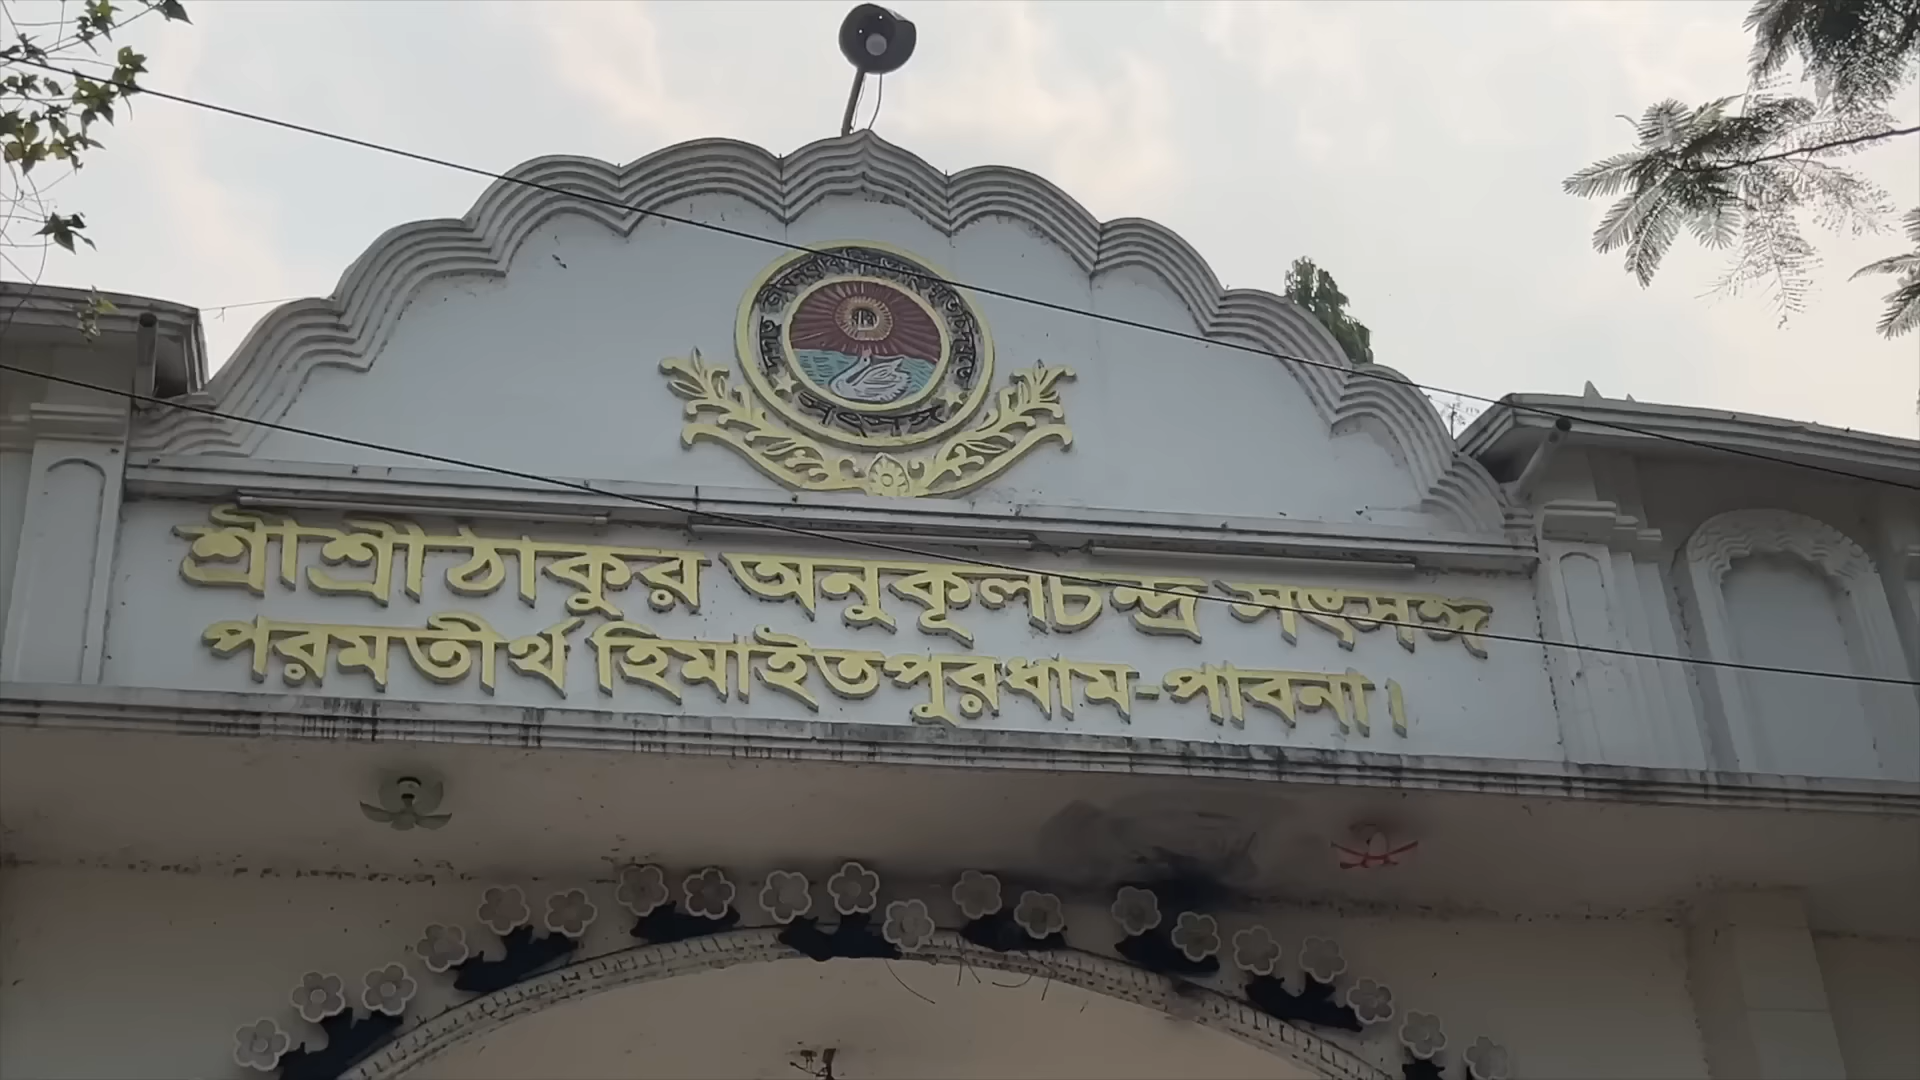 শ্রীশ্রীঠাকুর অনুকূলচন্দ্র সৎসঙ্গ
পরমতীর্থ হিমাইতপুরধাম-পাবনা।